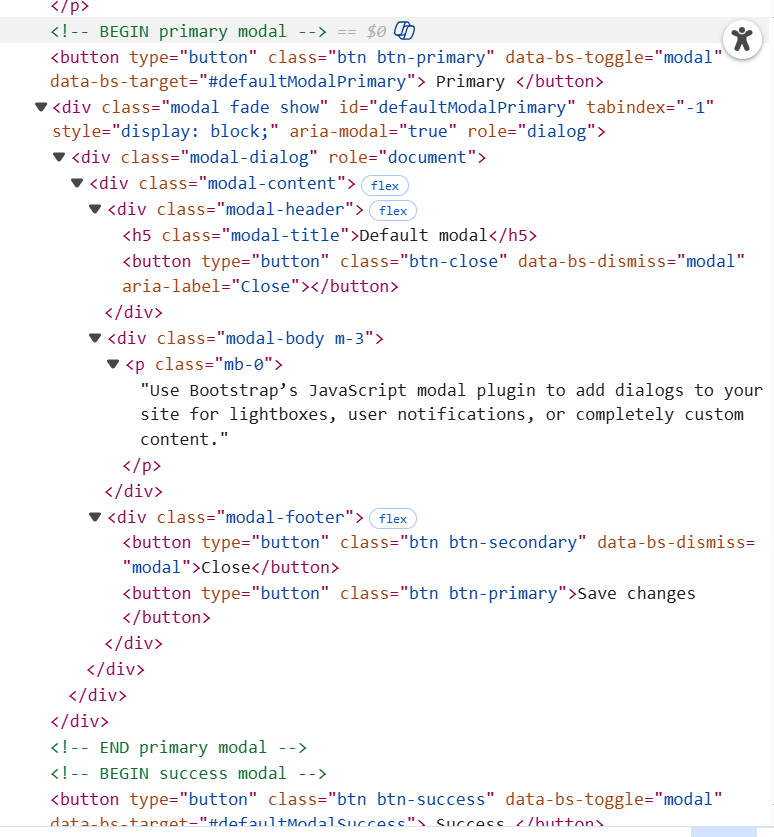 </p>
<!-- BEGIN primary modal --> == $0
<button type="button" class="btn btn-primary" data-bs-toggle="modal"
data-bs-target="#defaultModalPrimary"> Primary </button>
<div class="modal fade show" id="defaultModalPrimary" tabindex="-1"
style="display: block;" aria-modal="true" role="dialog">
<div class="modal-dialog" role="document">
<div class="modal-content"> flex
<div class="modal-header"> flex
<h5 class="modal-title">Default modal</h5>
<button type="button" class="btn-close" data-bs-dismiss="modal"
aria-label="Close"></button>
</div>
<div class="modal-body m-3">
<p class="mb-0">
"Use Bootstrap’s JavaScript modal plugin to add dialogs to your
site for lightboxes, user notifications, or completely custom
content."
</p>
</div>
<div class="modal-footer"> flex
<button type="button" class="btn btn-secondary" data-bs-dismiss=
"modal">Close</button>
<button type="button" class="btn btn-primary">Save changes
</button>
</div>
</div>
</div>
</div>
<!-- END primary modal -->
<!-- BEGIN success modal -->
<button type="button" class="btn btn-success" data-bs-toggle="modal"
data-bs-target="#defaultModalSuccess"> Success </button>